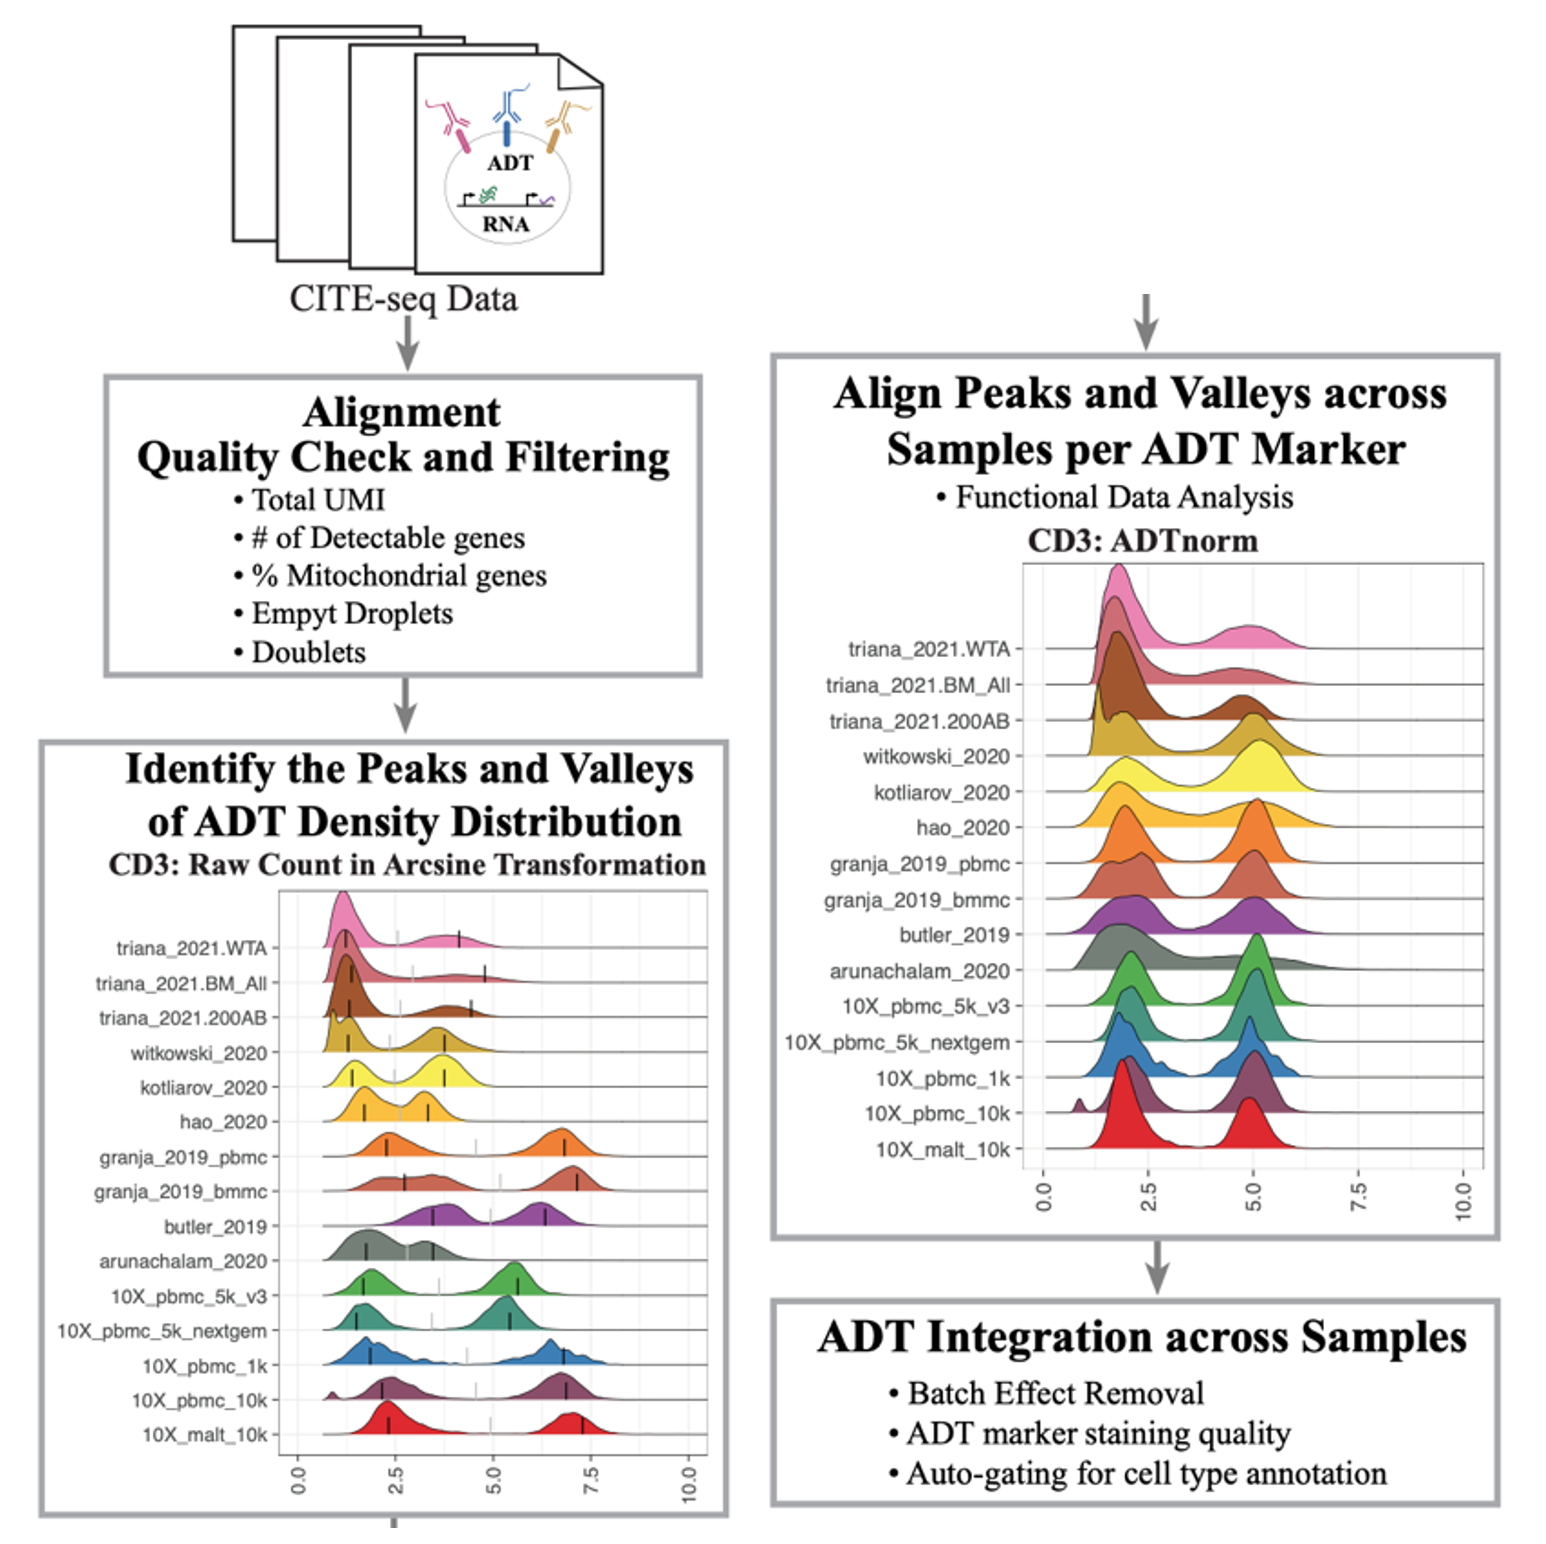 ADT
RNA
CITE-seq Data
Alignment
Quality Check and Filtering
• Total UMI
• # of Detectable genes
• % Mitochondrial genes
• Empyt Droplets
• Doublets
Identify the Peaks and Valleys
of ADT Density Distribution
CD3: Raw Count in Arcsine Transformation
triana_2021.WTA
triana_2021.BM_All
triana_2021.200AB
witkowski_2020
kotliarov_2020
hao_2020
granja_2019_pbmc
granja_2019_bmmc
butler_2019
arunachalam_2020
10X_pbmc_5k_v3
10X_pbmc_5k_nextgem
10X_pbmc_1k
10X_pbmc_10k
10X_malt_10k
0.0 2.5 5.0 7.5 10.0
Align Peaks and Valleys across
Samples per ADT Marker
• Functional Data Analysis
CD3: ADTnorm
triana_2021.WTA
triana_2021.BM_All
triana_2021.200AB
witkowski_2020
kotliarov_2020
hao_2020
granja_2019_pbmc
granja_2019_bmmc
butler_2019
arunachalam_2020
10X_pbmc_5k_v3
10X_pbmc_5k_nextgem
10X_pbmc_1k
10X_pbmc_10k
10X_malt_10k
0.0 2.5 5.0 7.5 10.0
ADT Integration across Samples
• Batch Effect Removal
• ADT marker staining quality
• Auto-gating for cell type annotation